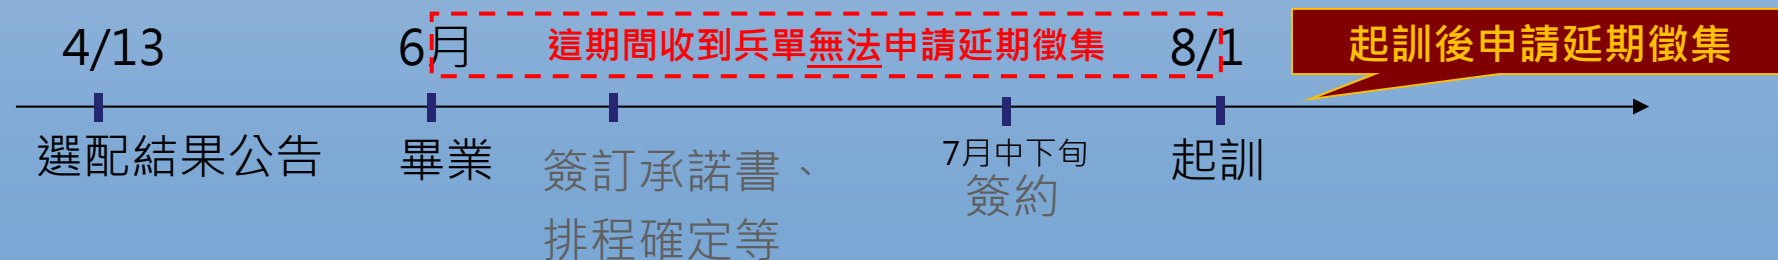 4/13
6月
這期間收到兵單無法申請延期徵集
8/1
起訓後申請延期徵集
選配結果公告
畢業
簽訂承諾書、
排程確定等
7月中下旬
簽約
起訓